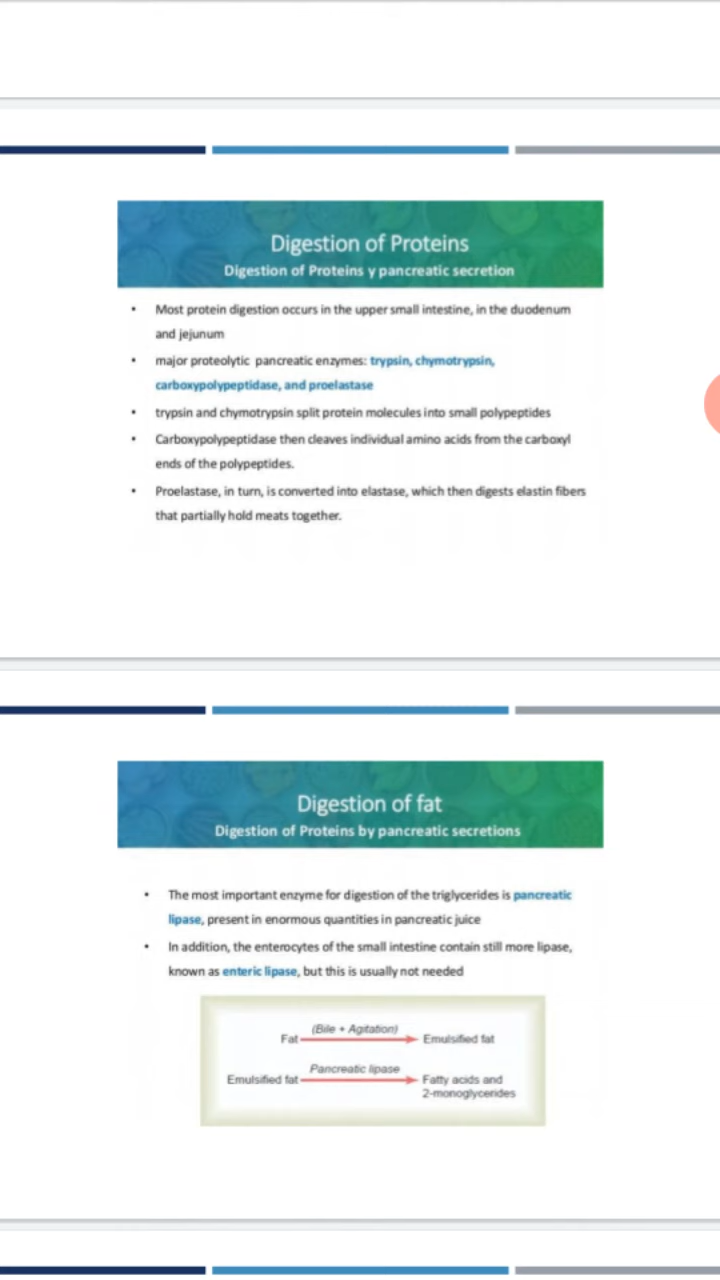 Digestion of Proteins
Digestion of Proteins y pancreatic secretion
• Most protein digestion occurs in the upper small intestine, in the duodenum
and jejunum
• major proteolytic pancreatic enzymes: trypsin, chymotrypsin,
carboxypolypeptidase, and proelastase
• trypsin and chymotrypsin split protein molecules into small polypeptides
• Carboxypolypeptidase then cleaves individual amino acids from the carboxyl
ends of the polypeptides.
• Proelastase, in turn, is converted into elastase, which then digests elastin fibers
that partially hold meats together.
Digestion of fat
Digestion of Proteins by pancreatic secretions
• The most important enzyme for digestion of the triglycerides is pancreatic
lipase, present in enormous quantities in pancreatic juice
• In addition, the enterocytes of the small intestine contain still more lipase,
known as enteric lipase, but this is usually not needed
(Bile + Agitation)
Fat Emulsified fat
Pancreatic lipase
Emulsified fat Fatty acids and
2-monoglycerides